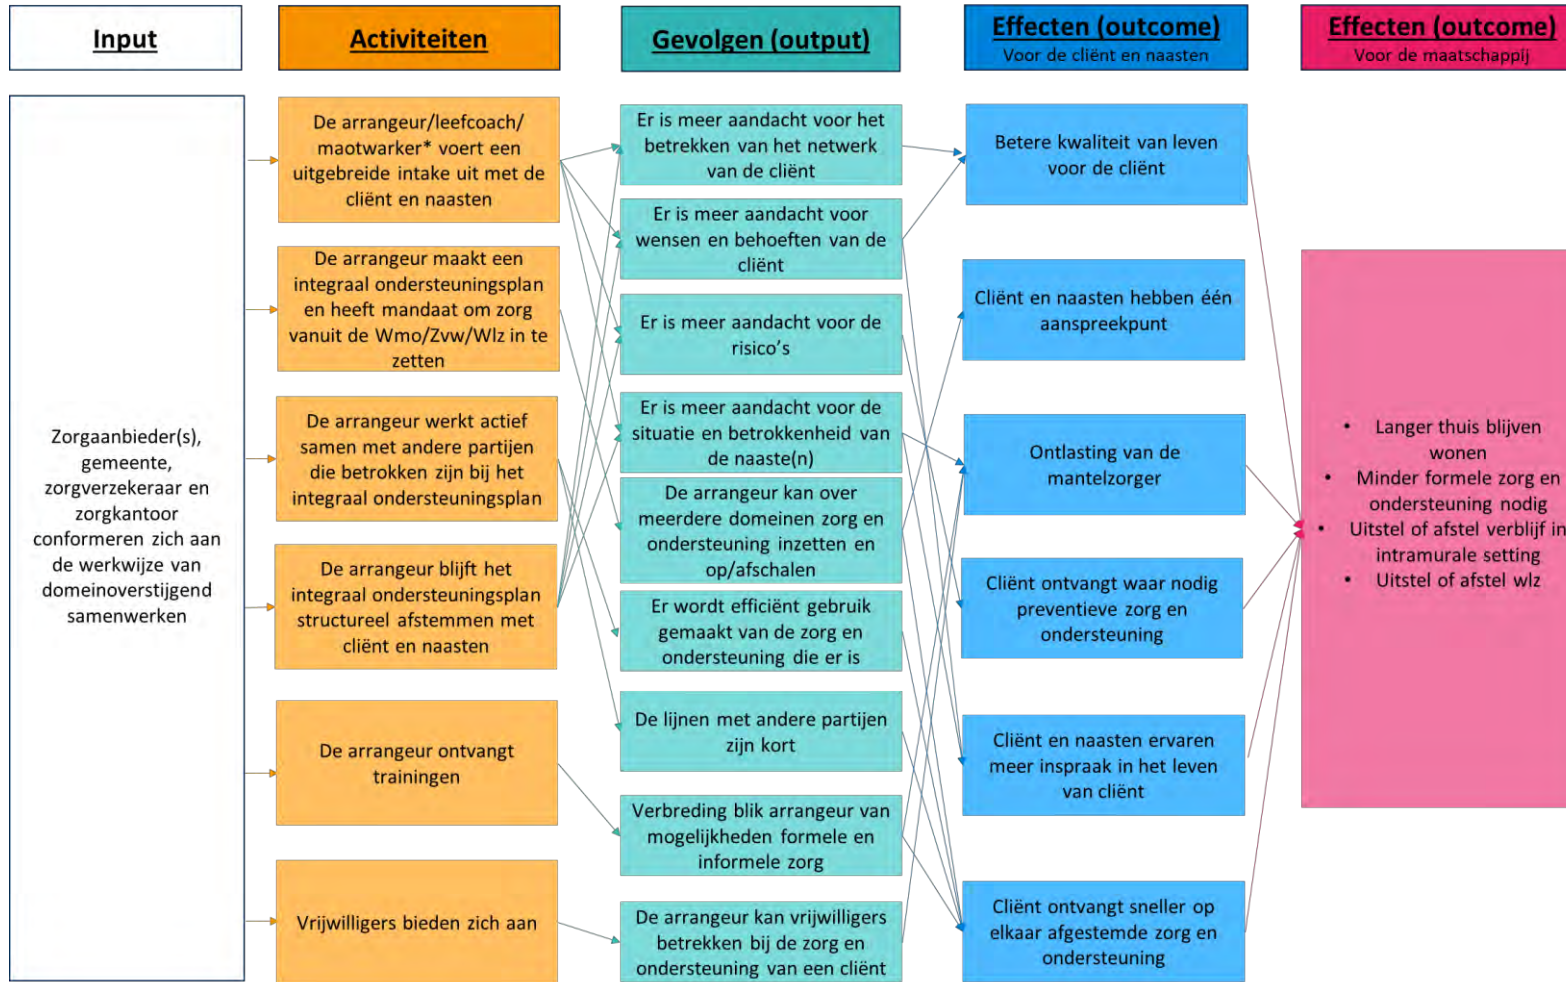 Input
Activiteiten
Gevolgen (output)
Effecten (outcome)
Voor de cliënt en naasten
Effecten (outcome)
Voor de maatschappij
Zorgaanbieder(s),
gemeente,
zorgverzekeraar en
zorgkantoor
conformeren zich aan
de werkwijze van
domeinoverstijgend
samenwerken
De arrangeur/leefcoach/
maotwarker* voert een
uitgebreide intake uit met de
cliënt en naasten
De arrangeur maakt een
integraal ondersteuningsplan
en heeft mandaat om zorg
vanuit de Wmo/Zvw/Wlz in te
zetten
De arrangeur werkt actief
samen met andere partijen
die betrokken zijn bij het
integraal ondersteuningsplan
De arrangeur blijft het
integraal ondersteuningsplan
structureel afstemmen met
cliënt en naasten
De arrangeur ontvangt
trainingen
Vrijwilligers bieden zich aan
Er is meer aandacht voor het
betrekken van het netwerk
van de cliënt
Er is meer aandacht voor
wensen en behoeften van de
cliënt
Er is meer aandacht voor de
risico's
Er is meer aandacht voor de
situatie en betrokkenheid van
de naaste(n)
De arrangeur kan over
meerdere domeinen zorg en
ondersteuning inzetten en
op/afschalen
Er wordt efficiënt gebruik
gemaakt van de zorg en
ondersteuning die er is
De lijnen met andere partijen
zijn kort
Verbreding blik arrangeur van
mogelijkheden formele en
informele zorg
De arrangeur kan vrijwilligers
betrekken bij de zorg en
ondersteuning van een cliënt
Betere kwaliteit van leven
voor de cliënt
Cliënt en naasten hebben één
aanspreekpunt
Ontlasting van de
mantelzorger
Cliënt ontvangt waar nodig
preventieve zorg en
ondersteuning
Cliënt en naasten ervaren
meer inspraak in het leven
van cliënt
Cliënt ontvangt sneller op
elkaar afgestemde zorg en
ondersteuning
• Langer thuis blijven
wonen
• Minder formele zorg en
ondersteuning nodig
• Uitstel of afstel verblijf in
intramurale setting
• Uitstel of afstel wlz